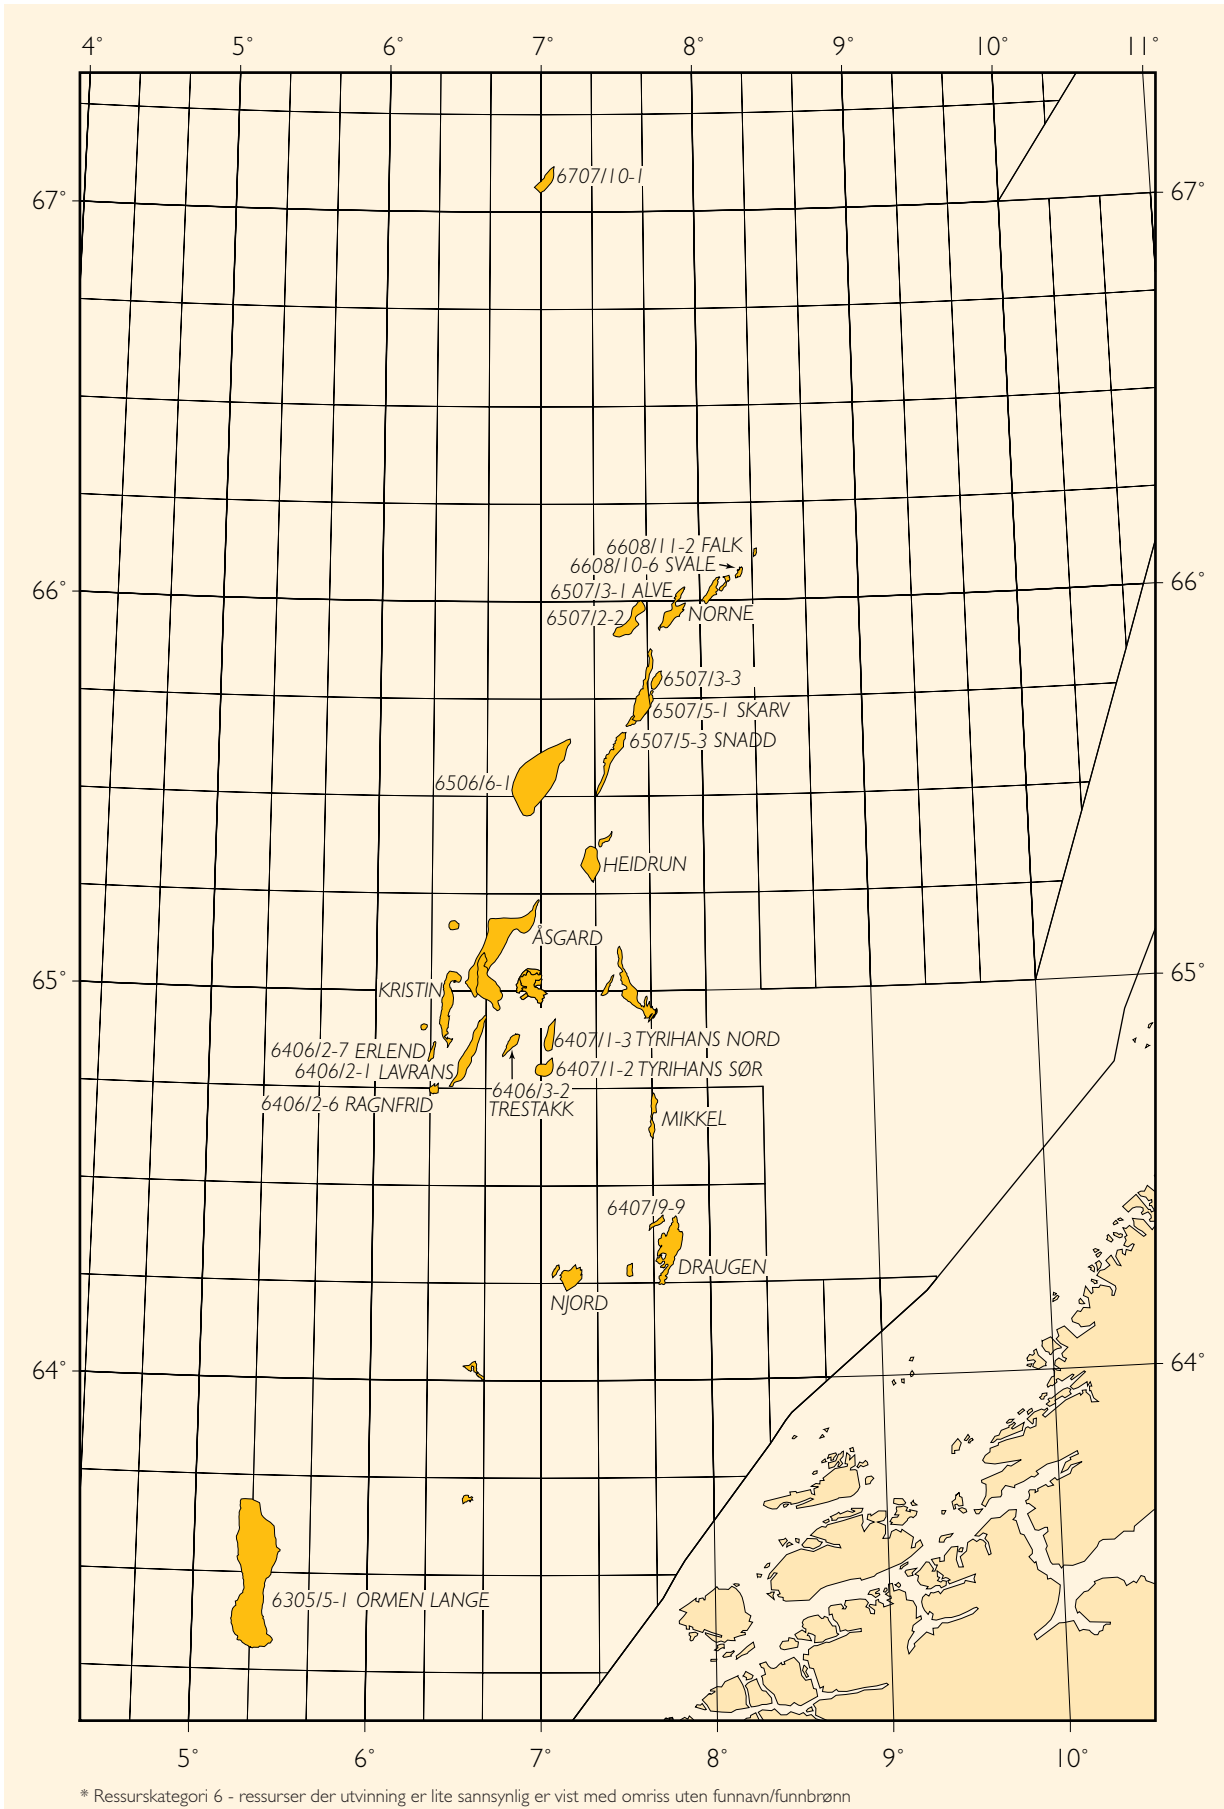 4° 5° 6° 7° 8° 9° 10° 11°
6707/10-1
67° 67°
6608/11-2 FALK
6608/10-6 SVALE
66° 66°
6507/3-1 ALVE
6507/2-2
NORNE
6507/3-3
6507/5-1 SKARV
6507/5-3 SNADD
6506/6-1
HEIDRUN
ÅSGARD
65° 65°
KRISTIN
6407/1-3 TYRIHANS NORD
6406/2-7 ERLEND
6406/2-1 LAVRANS
6407/1-2 TYRIHANS SØR
6406/3-2
TRESTAKK
6406/2-6 RAGNFRID
MIKKEL
6407/9-9
DRAUGEN
NJORD
64° 64°
6305/5-1 ORMEN LANGE
5° 6° 7° 8° 9° 10°
* Ressurskategori 6 - ressurser der utvinning er lite sannsynlig er vist med omriss uten funnavn/funnbrønn